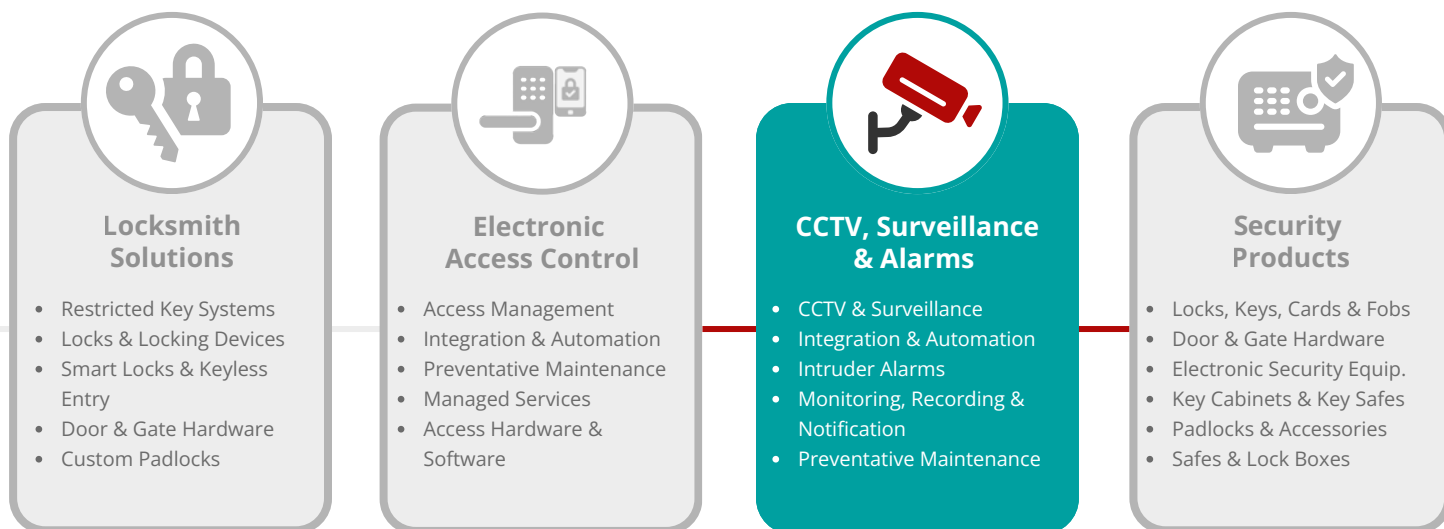 Locksmith
Solutions
• Restricted Key Systems
• Locks & Locking Devices
• Smart Locks & Keyless
Entry
• Door & Gate Hardware
• Custom Padlocks
Electronic
Access Control
• Access Management
• Integration & Automation
• Preventative Maintenance
• Managed Services
• Access Hardware &
Software
CCTV, Surveillance
& Alarms
• CCTV & Surveillance
• Integration & Automation
• Intruder Alarms
• Monitoring, Recording &
Notification
• Preventative Maintenance
Security
Products
• Locks, Keys, Cards & Fobs
• Door & Gate Hardware
• Electronic Security Equip.
• Key Cabinets & Key Safes
• Padlocks & Accessories
• Safes & Lock Boxes